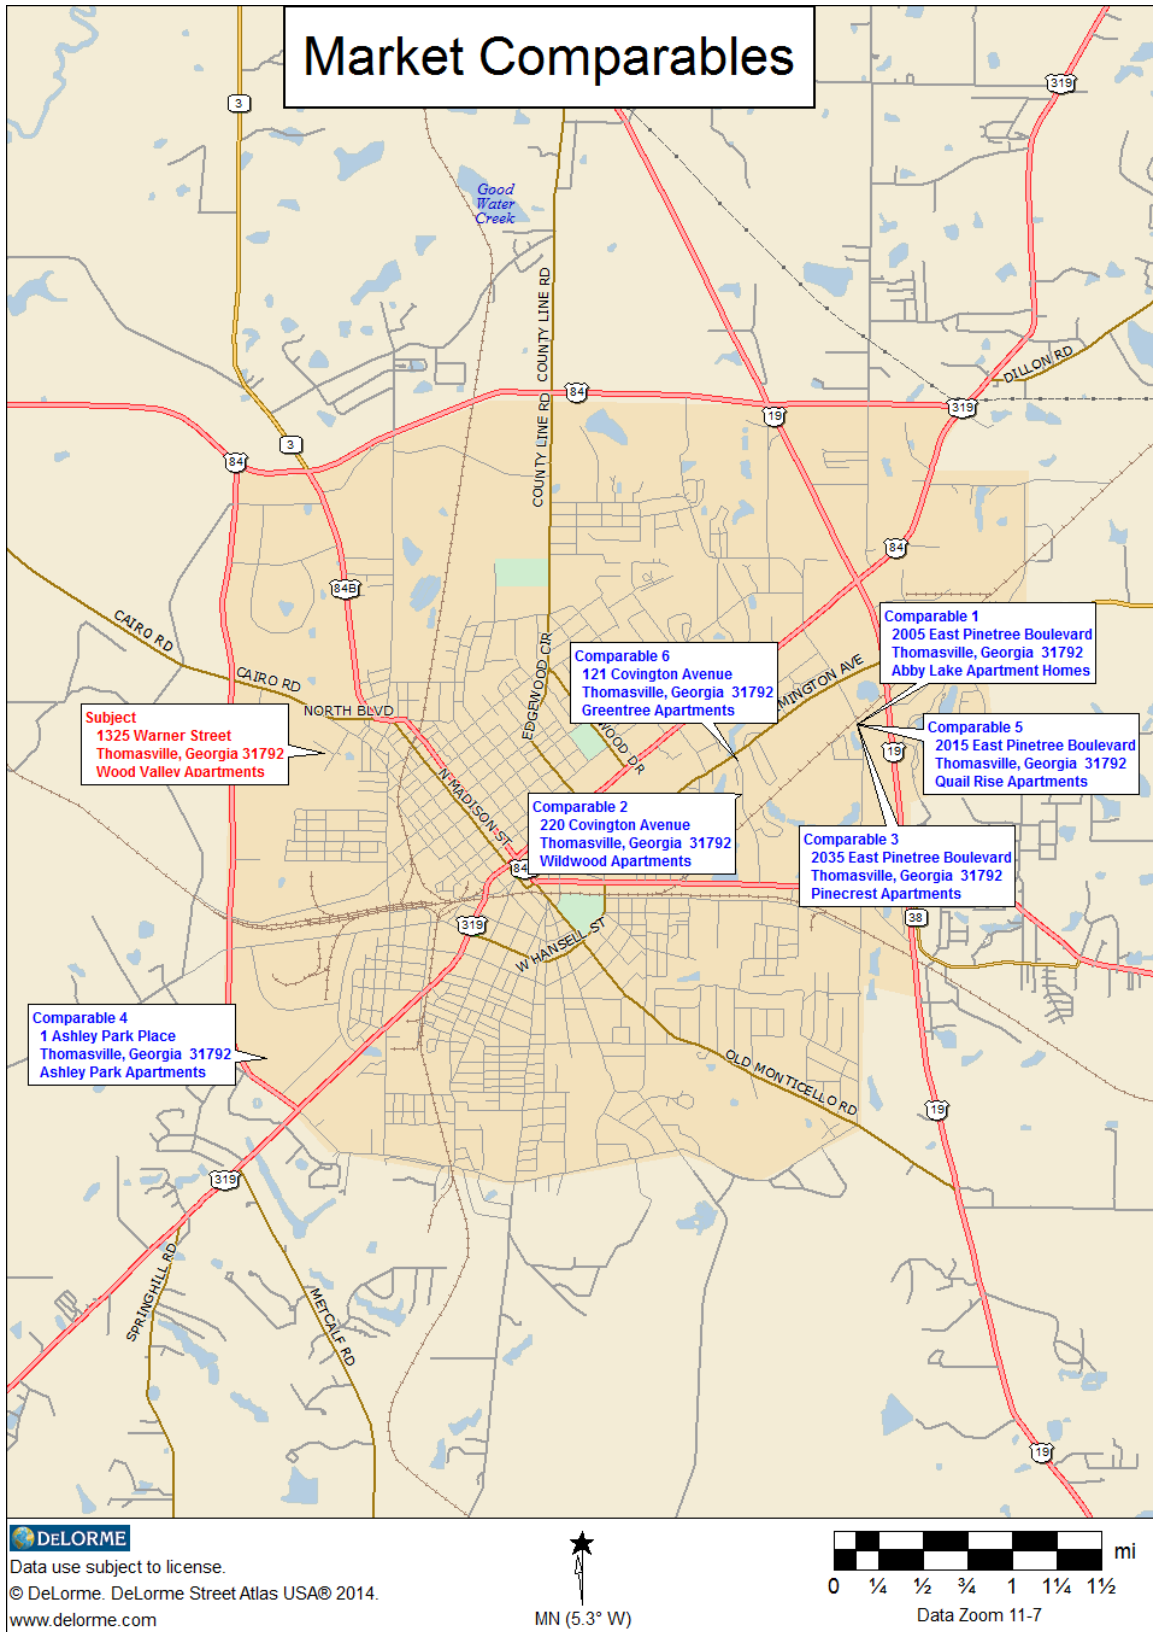 Market Comparables
3
319
Good
Water
Creek
COUNTY LINE RD
DILLON RD
84
19
319
COUNTY LINE RD
3
84
84
84B
CAIRO RD
CAIRO RD
NORTH BLVD
EDGEWOOD CIR
WOOD DR
MINGTON AVE
N MADISON ST
Comparable 1
2005 East Pinetree Boulevard
Thomasville, Georgia 31792
Abby Lake Apartment Homes
Comparable 6
121 Covington Avenue
Thomasville, Georgia 31792
Greentree Apartments
Subject
1325 Warner Street
Thomasville, Georgia 31792
Wood Valley Apartments
Comparable 5
2015 East Pinetree Boulevard
Thomasville, Georgia 31792
Quail Rise Apartments
19
Comparable 2
220 Covington Avenue
Thomasville, Georgia 31792
Wildwood Apartments
Comparable 3
2035 East Pinetree Boulevard
Thomasville, Georgia 31792
Pinecrest Apartments
84
38
319
W HANSELL ST
Comparable 4
1 Ashley Park Place
Thomasville, Georgia 31792
Ashley Park Apartments
OLD MONTICELLO RD
19
319
SPRINGHILL RD
METCALF RD
19
DELORME
Data use subject to license.
© DeLorme. DeLorme Street Atlas USA® 2014.
www.delorme.com
MN (5.3° W)
mi
0 ¼ ½ ¾ 1 1¼ 1½
Data Zoom 11-7